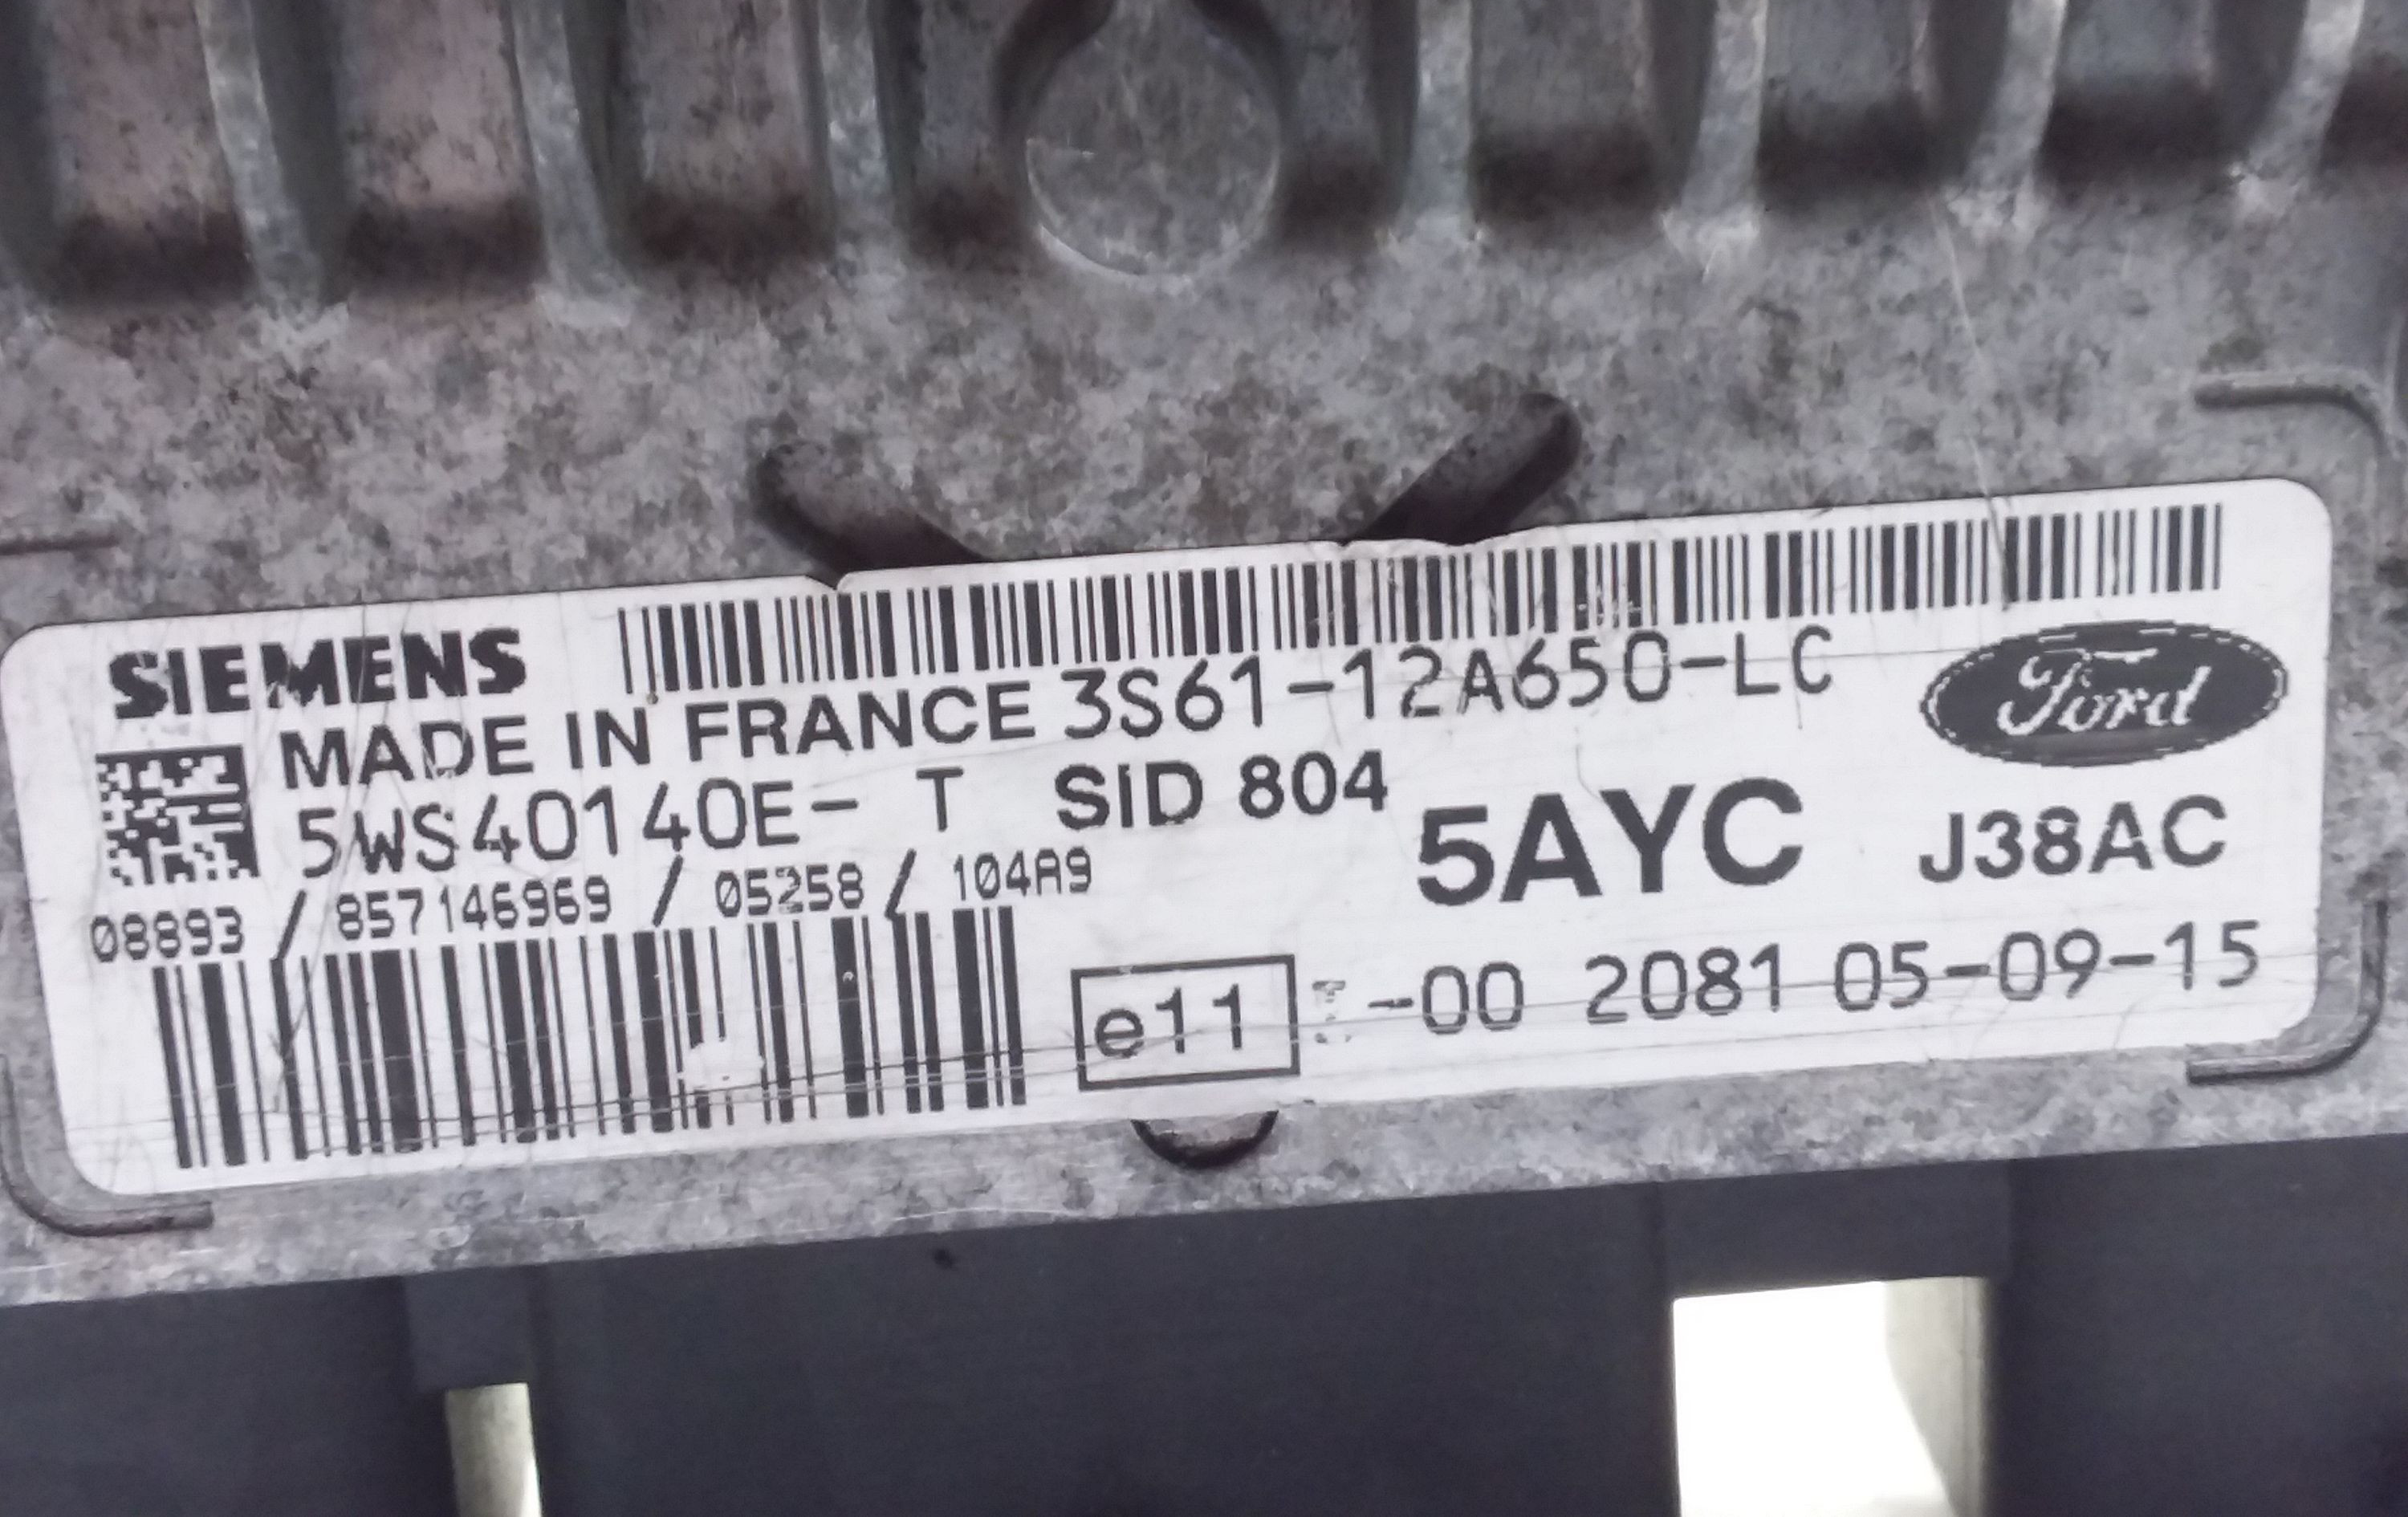 SIEMENS
MADE IN FRANCE 3S61-12A650-LC
Ford
5WS40140E- T SID 804
5AYC J38AC
08893 / 857146969 / 05258 / 104A9
e11 -00 2081 05-09-15